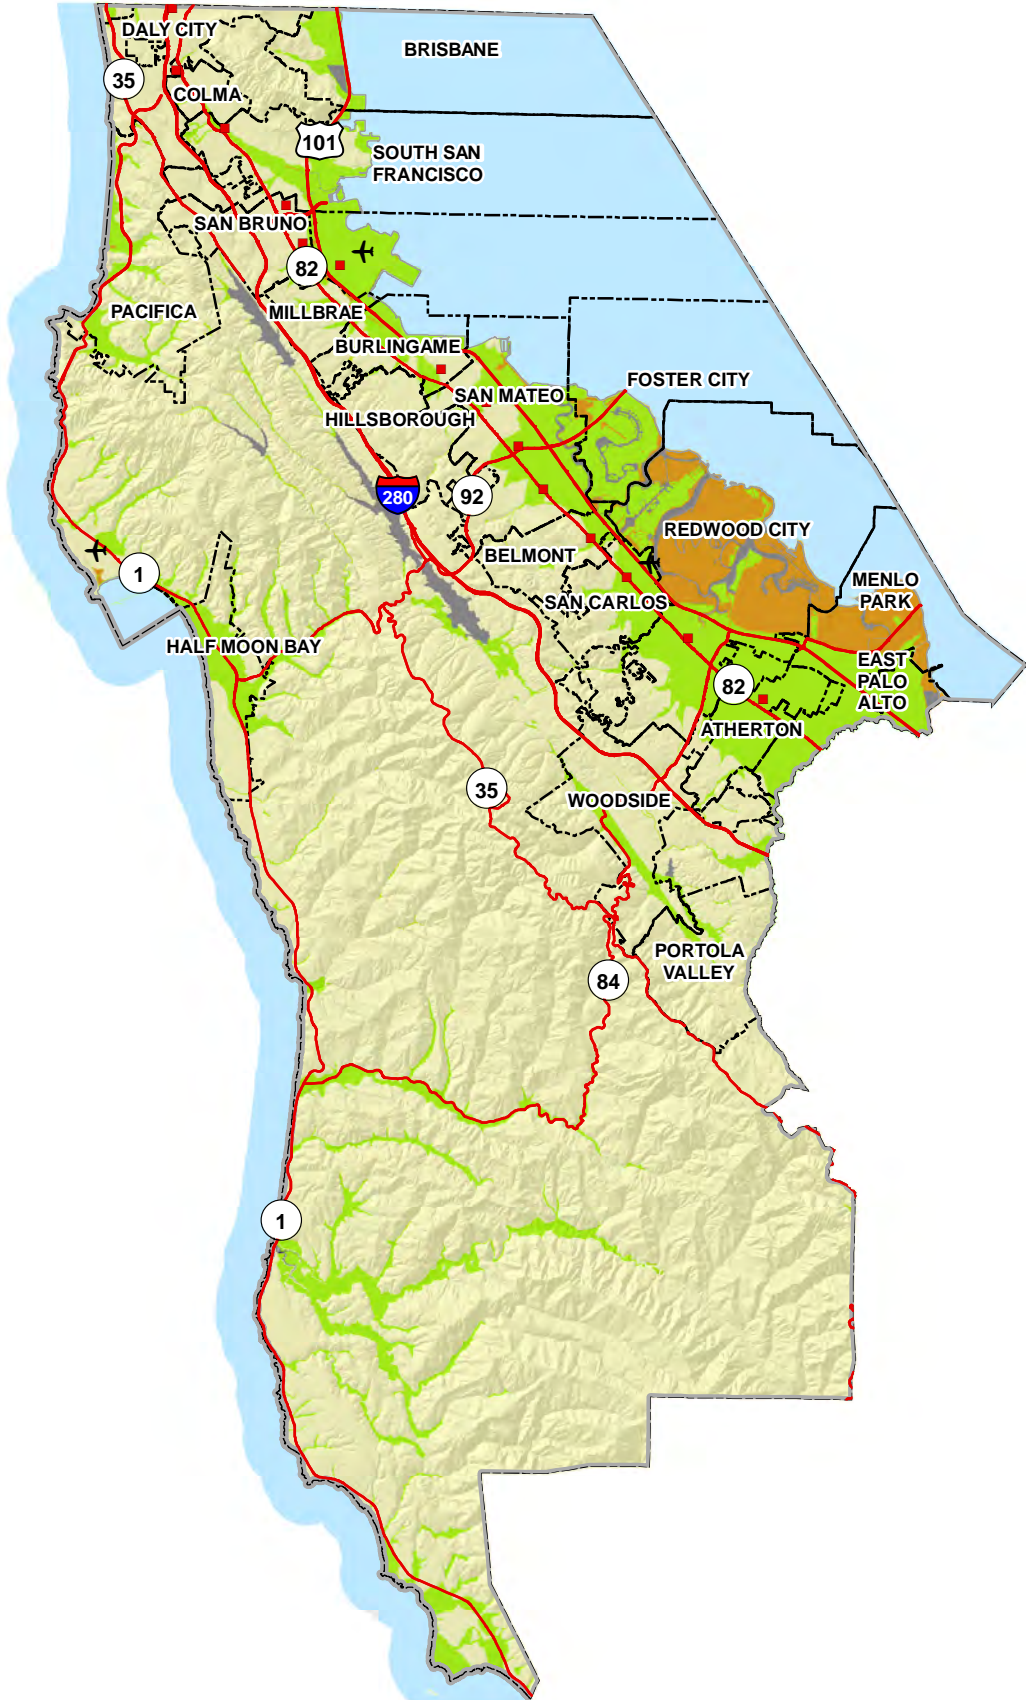 DALY CITY
BRISBANE
35
COLMA
101
SOUTH SAN
FRANCISCO
SAN BRUNO
82
PACIFICA
MILLBRAE
BURLINGAME
FOSTER CITY
SAN MATEO
HILLSBOROUGH
280
92
REDWOOD CITY
BELMONT
1
MENLO
PARK
SAN CARLOS
HALF MOON BAY
EAST
PALO
ALTO
82
ATHERTON
35
WOODSIDE
PORTOLA
VALLEY
84
1